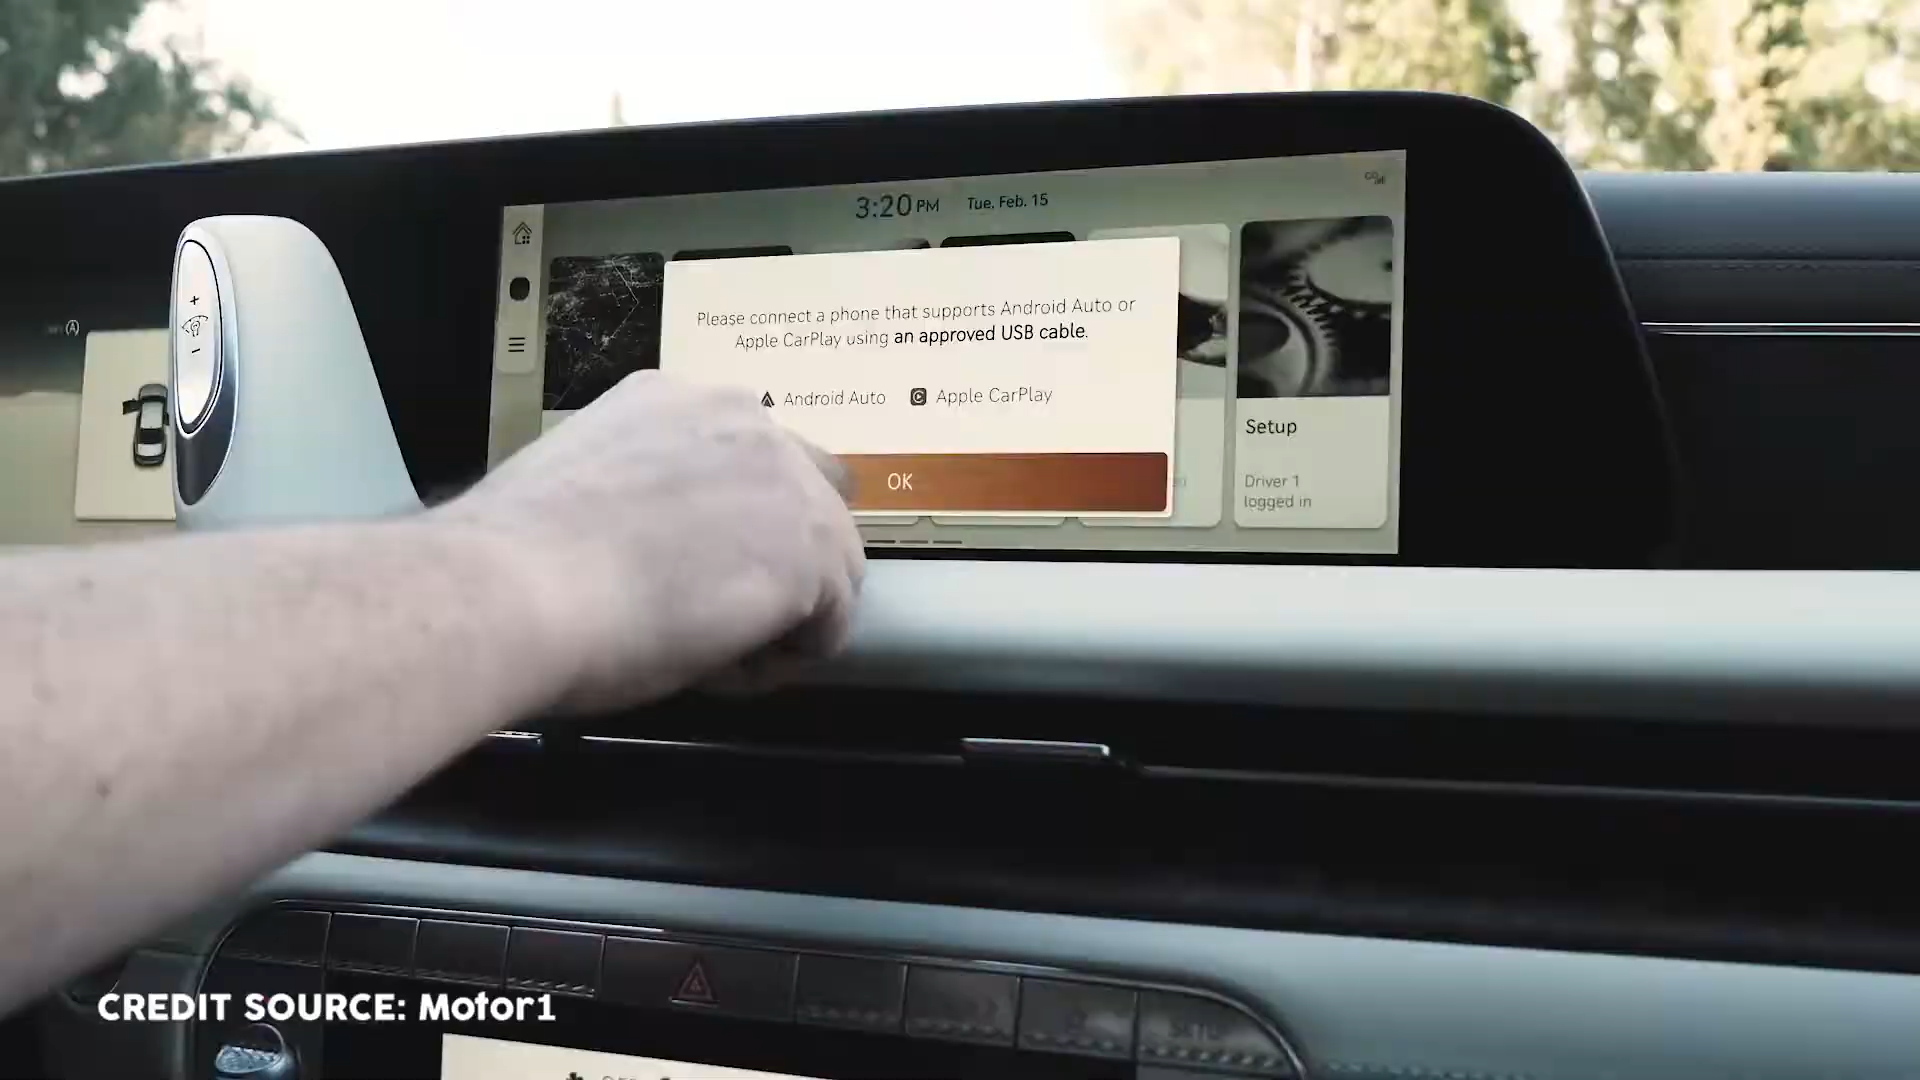 3:20 PM Tue. Feb. 15
Please connect a phone that supports Android Auto or
Apple CarPlay using an approved USB cable.
Android Auto Apple CarPlay
OK
Setup
Driver 1
logged in
CREDIT SOURCE: Motor1